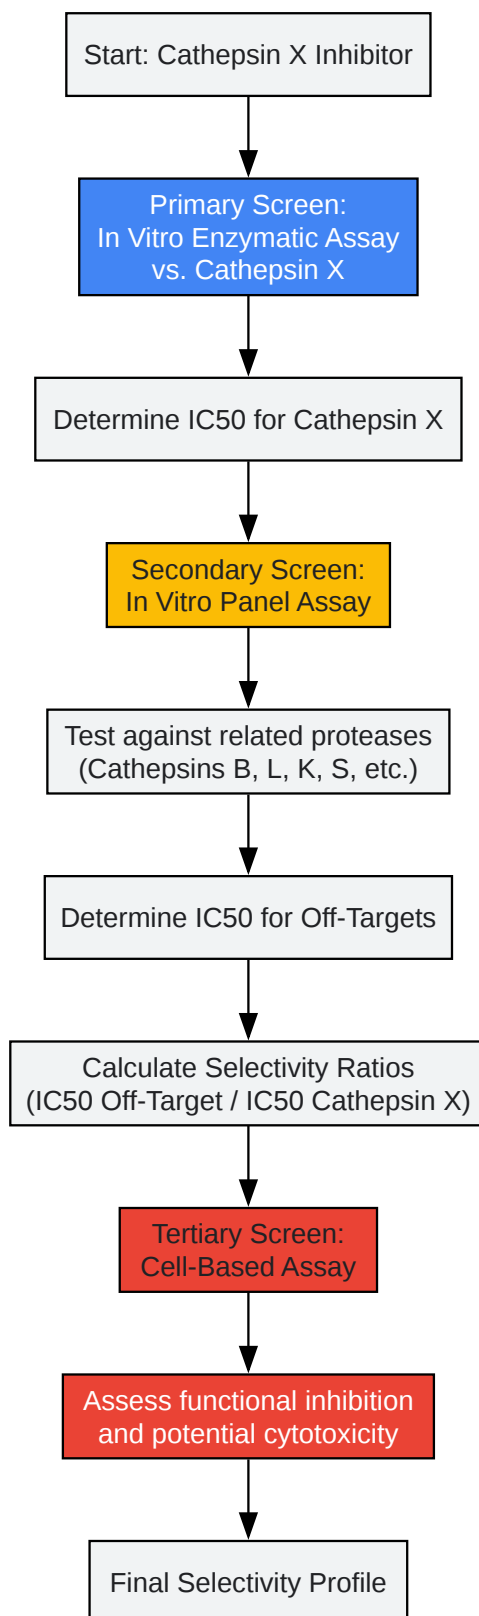 Start: Cathepsin X Inhibitor
Primary Screen:
In Vitro Enzymatic Assay
vs. Cathepsin X
Determine IC50 for Cathepsin X
Secondary Screen:
In Vitro Panel Assay
Test against related proteases
(Cathepsins B, L, K, S, etc.)
Determine IC50 for Off-Targets
Calculate Selectivity Ratios
(IC50 Off-Target / IC50 Cathepsin X)
Tertiary Screen:
Cell-Based Assay
Assess functional inhibition
and potential cytotoxicity
Final Selectivity Profile